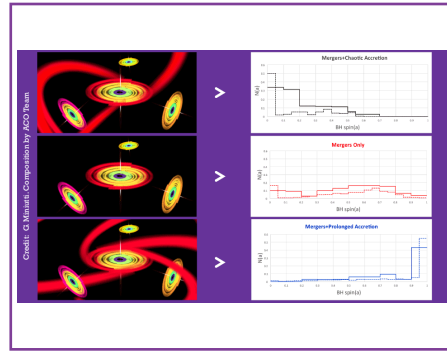 Credit: G. Miniutti. Composition by ACO Team
>
Mergers+Chaotic Accretion
N(a)
BH spin(a)
>
Mergers Only
N(a)
BH spin(a)
>
Mergers+Prolonged Accretion
N(a)
BH spin(a)